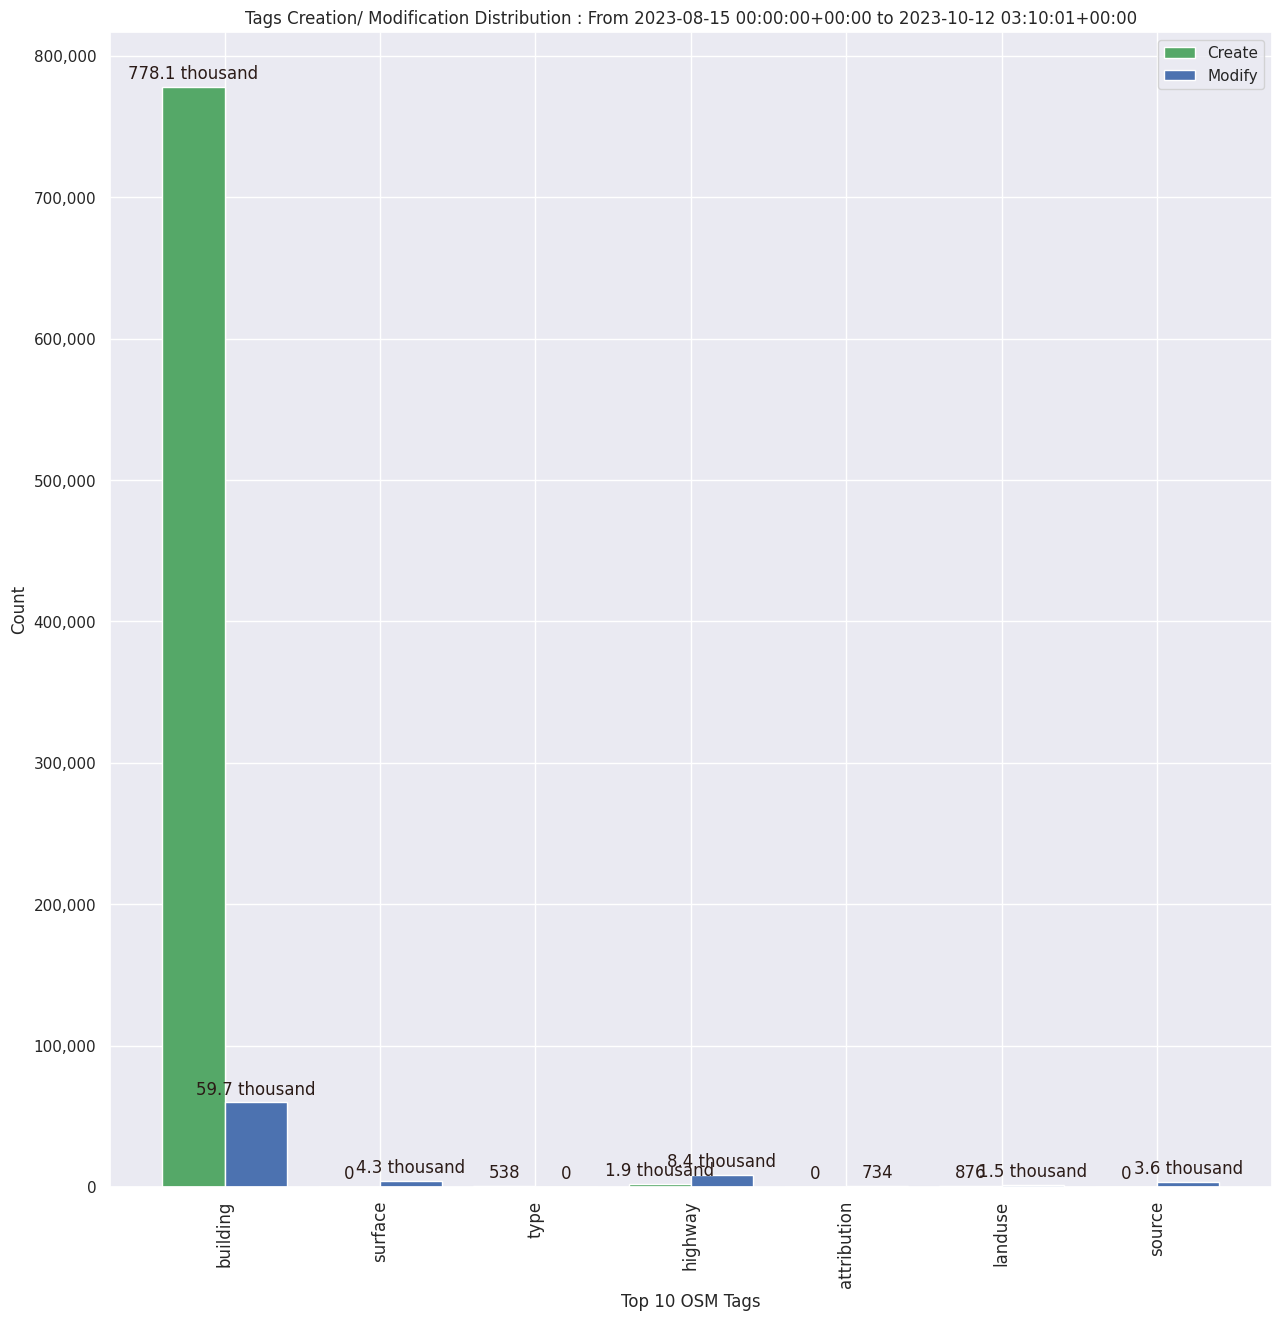 Tags Creation/ Modification Distribution : From 2023-08-15 00:00:00+00:00 to 2023-10-12 03:10:01+00:00
Create
Modify
800,000
700,000
600,000
500,000
400,000
300,000
200,000
100,000
0
Count
778.1 thousand
59.7 thousand
0
4.3 thousand
538
0
1.9 thousand
8.4 thousand
0
734
876
1.5 thousand
0
3.6 thousand
building
surface
type
highway
attribution
landuse
source
Top 10 OSM Tags